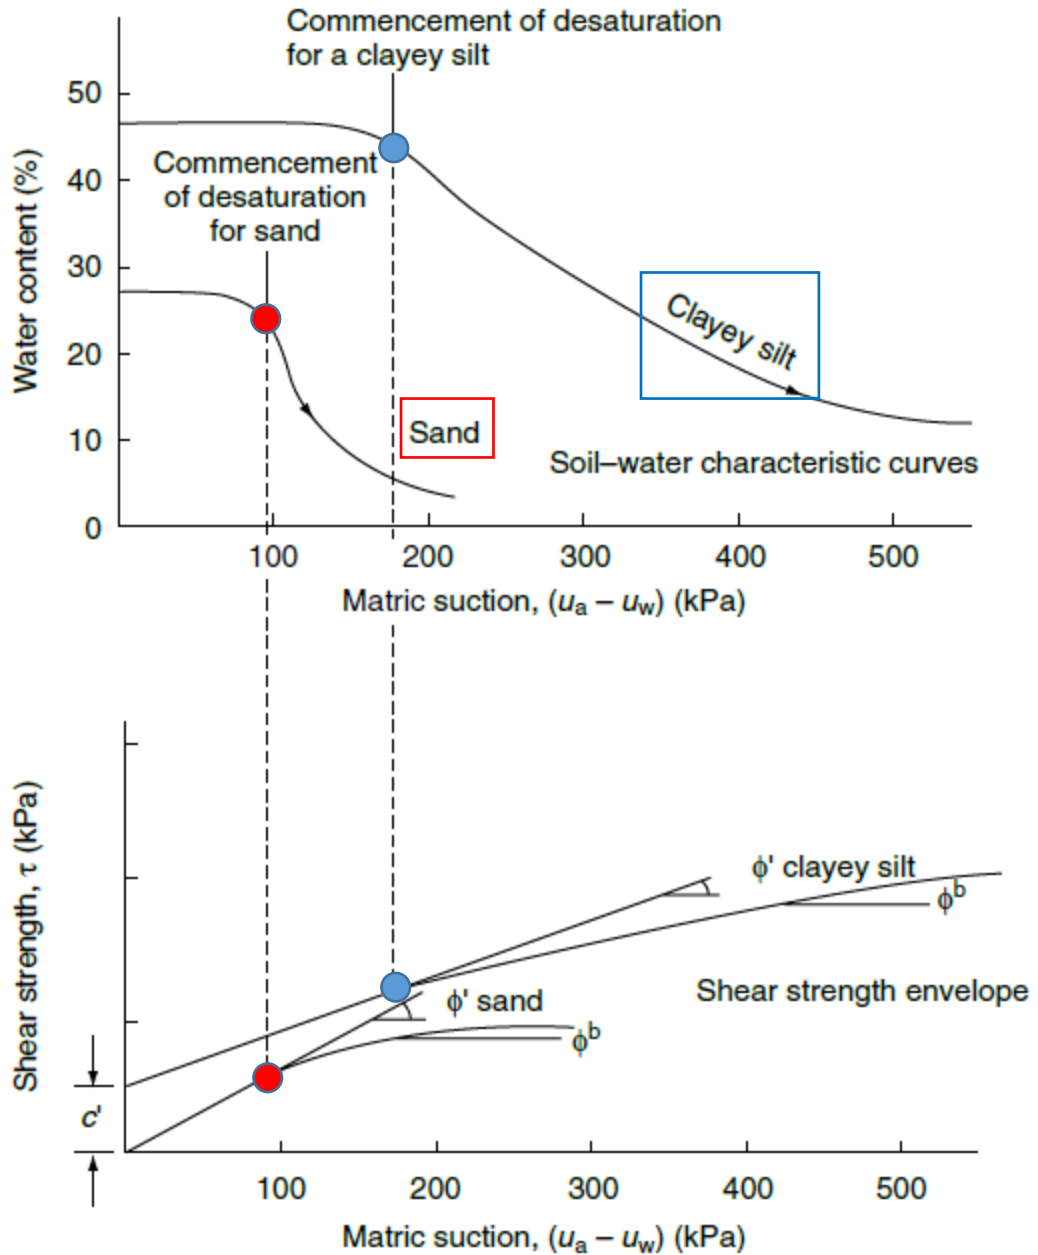 Commencement of desaturation
for a clayey silt
Commencement
of desaturation
for sand
Water content (%)
50
40
30
20
10
0
Clayey silt
Sand
Soil–water characteristic curves
100 200 300 400 500
Matric suction, (ua – uw) (kPa)
Shear strength, τ (kPa)
ϕ' clayey silt
ϕb
Shear strength envelope
ϕ' sand
ϕb
c'
100 200 300 400 500
Matric suction, (ua – uw) (kPa)